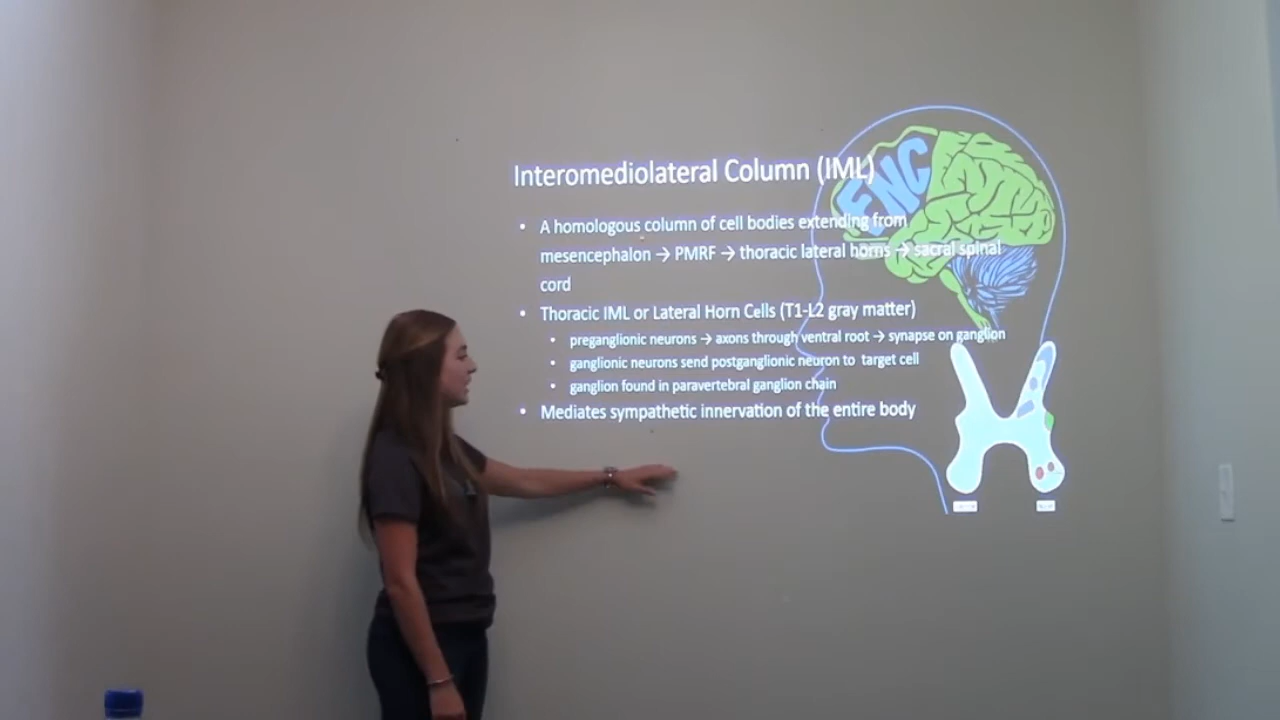 Interomediolateral Column (IML)
FNC
• A homologous column of cell bodies extending from
mesencephalon → PMRF → thoracic lateral horns → sacral spinal
cord
• Thoracic IML or Lateral Horn Cells (T1-L2 gray matter)
• preganglionic neurons → axons through ventral root → synapse on ganglion
• ganglionic neurons send postganglionic neuron to target cell
• ganglion found in paravertebral ganglion chain
• Mediates sympathetic innervation of the entire body